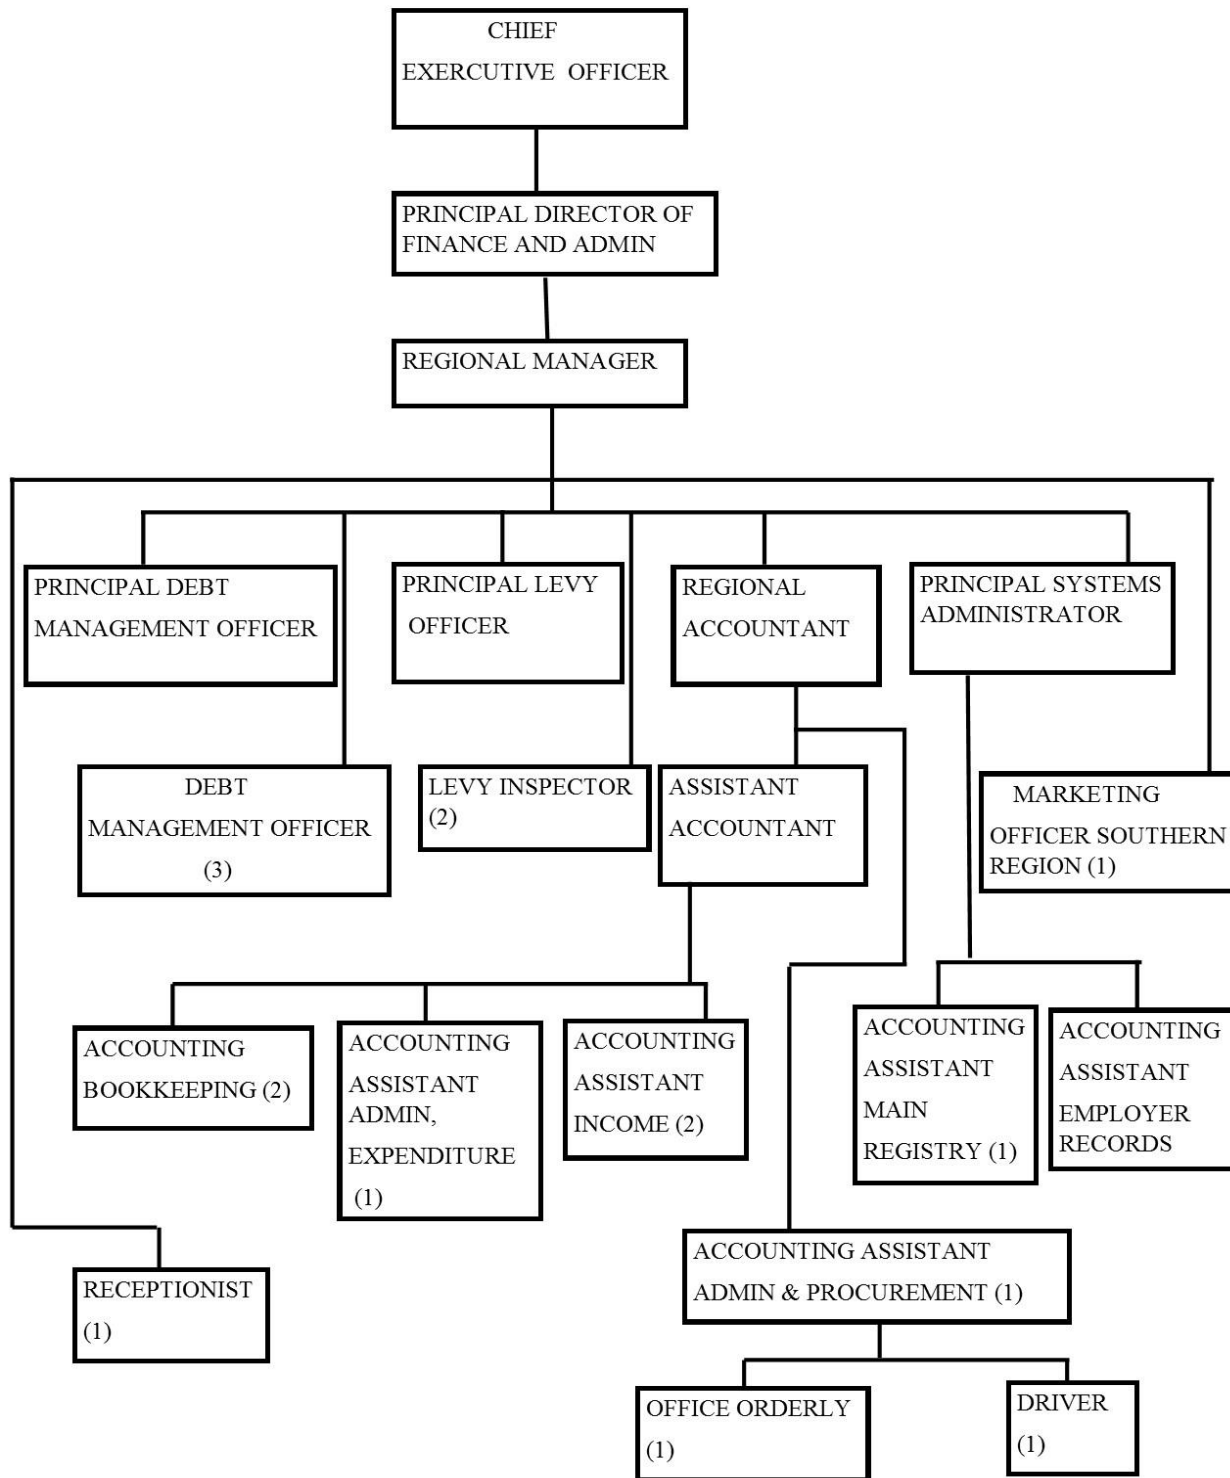 CHIEF
EXERCUTIVE OFFICER
PRINCIPAL DIRECTOR OF
FINANCE AND ADMIN
REGIONAL MANAGER
PRINCIPAL DEBT
MANAGEMENT OFFICER
PRINCIPAL LEVY
OFFICER
REGIONAL
ACCOUNTANT
PRINCIPAL SYSTEMS
ADMINISTRATOR
DEBT
MANAGEMENT OFFICER
(3)
LEVY INSPECTOR
(2)
ASSISTANT
ACCOUNTANT
MARKETING
OFFICER SOUTHERN
REGION (1)
ACCOUNTING
BOOKKEEPING (2)
ACCOUNTING
ASSISTANT
ADMIN,
EXPENDITURE
(1)
ACCOUNTING
ASSISTANT
INCOME (2)
ACCOUNTING
ASSISTANT
MAIN
REGISTRY (1)
ACCOUNTING
ASSISTANT
EMPLOYER
RECORDS
RECEPTIONIST
(1)
ACCOUNTING ASSISTANT
ADMIN & PROCUREMENT (1)
OFFICE ORDERLY
(1)
DRIVER
(1)